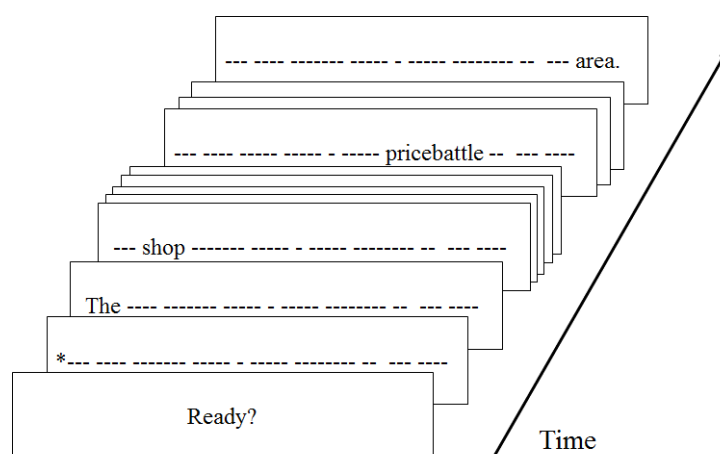 --- ---- ------- ----- - ----- -------- -- --- area.
--- ---- ---- ----- - ----- pricebattle -- --- ----
--- shop ------- ----- - ----- -------- -- --- ----
The ---- ------- ----- - ----- -------- -- --- ----
*--- ---- ------- ----- - ----- -------- -- --- ----
Ready?
Time